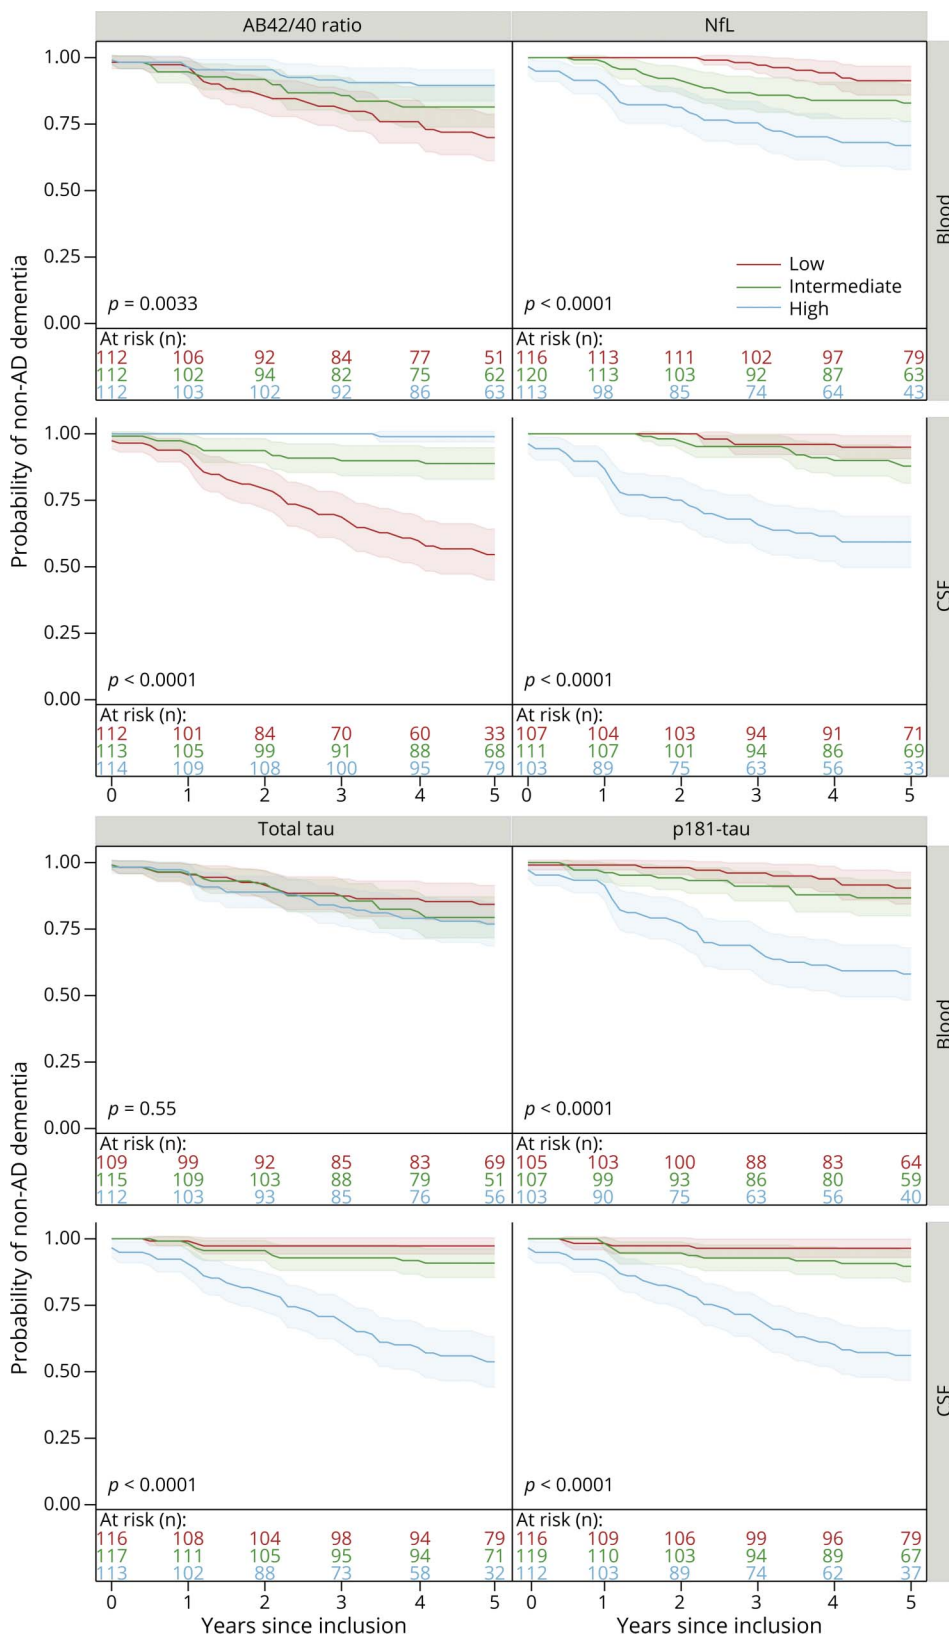 AB42/40 ratio NfL
1.00
0.75
0.50
0.25
0.00
Probability of non-AD dementia
p = 0.0033
p < 0.0001
Low
Intermediate
High
Blood
At risk (n): At risk (n):
112 106 92 84 77 51 116 113 111 102 97 79
112 102 94 82 75 62 120 113 103 92 87 63
112 103 102 92 86 63 113 98 85 74 64 43
1.00
0.75
0.50
0.25
0.00
p < 0.0001 p < 0.0001
CSF
At risk (n): At risk (n):
112 101 84 70 60 33 107 104 103 94 91 71
113 105 99 91 88 68 111 107 101 94 86 69
114 109 108 100 95 79 103 89 75 63 56 33
0 1 2 3 4 5 0 1 2 3 4 5
Total tau p181-tau
1.00
0.75
0.50
0.25
0.00
Probability of non-AD dementia
p = 0.55 p < 0.0001
Blood
At risk (n): At risk (n):
109 99 92 85 83 69 105 103 100 88 83 64
115 109 103 88 79 51 107 99 93 86 80 59
112 103 93 85 76 56 103 90 75 63 56 40
1.00
0.75
0.50
0.25
0.00
p < 0.0001 p < 0.0001
CSF
At risk (n): At risk (n):
116 108 104 98 94 79 116 109 106 99 96 79
117 111 105 95 94 71 119 110 103 94 89 67
113 102 88 73 58 32 112 103 89 74 62 37
0 1 2 3 4 5 0 1 2 3 4 5
Years since inclusion Years since inclusion